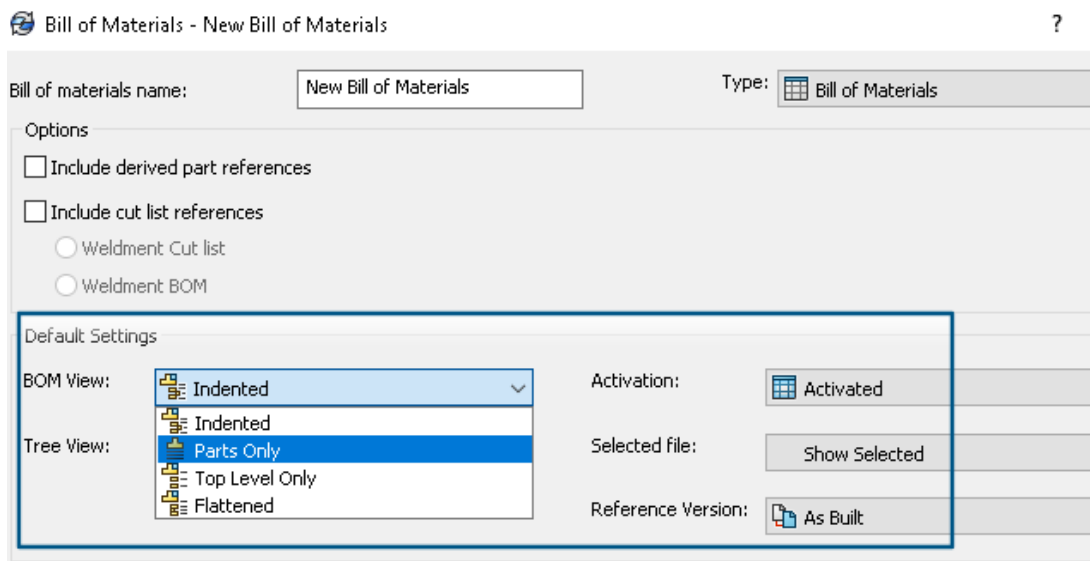 Bill of Materials - New Bill of Materials ?
Bill of materials name: New Bill of Materials Type: Bill of Materials
Options
Include derived part references
Include cut list references
Weldment Cut list
Weldment BOM
Default Settings
BOM View: Indented Activation: Activated
Indented
Tree View: Parts Only Selected file: Show Selected
Top Level Only
Flattened Reference Version: As Built